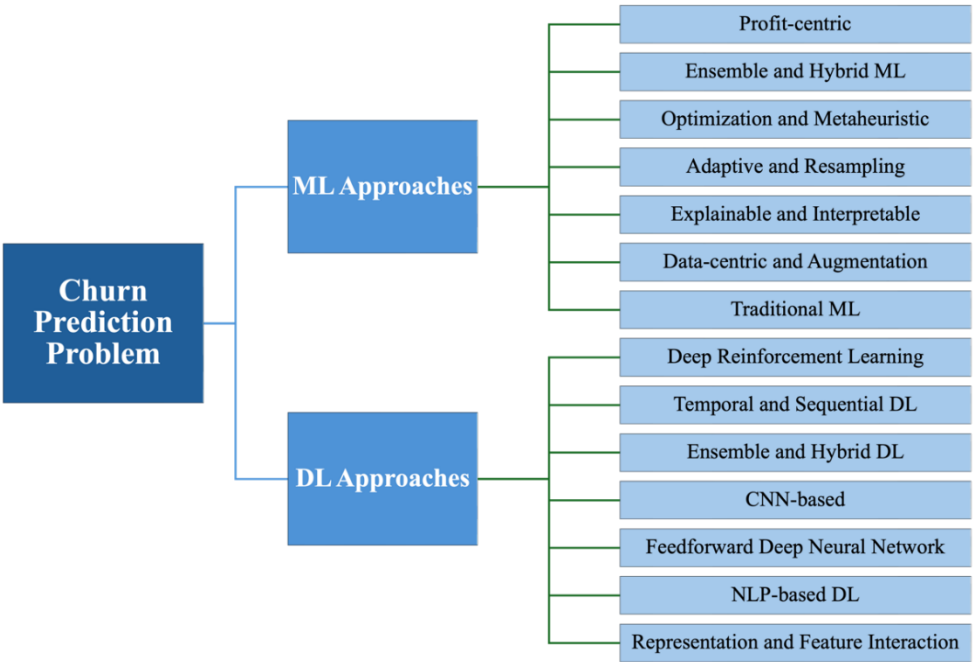 Churn
Prediction
Problem
ML Approaches
Profit-centric
Ensemble and Hybrid ML
Optimization and Metaheuristic
Adaptive and Resampling
Explainable and Interpretable
Data-centric and Augmentation
Traditional ML
DL Approaches
Deep Reinforcement Learning
Temporal and Sequential DL
Ensemble and Hybrid DL
CNN-based
Feedforward Deep Neural Network
NLP-based DL
Representation and Feature Interaction